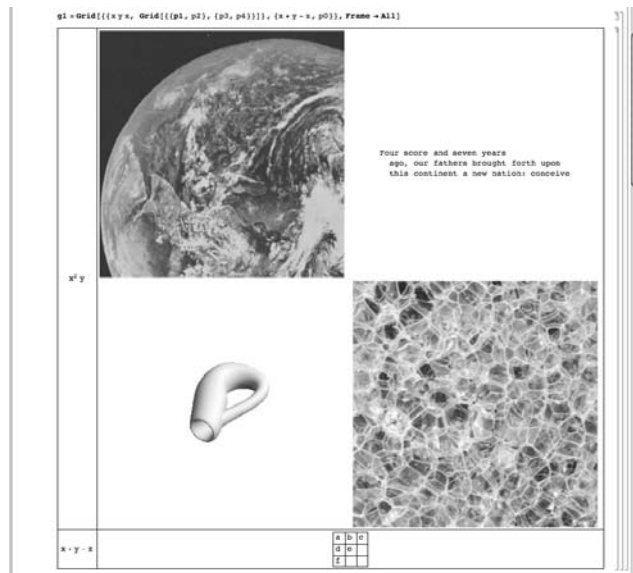 g1 = Grid[{{x y x, Grid[{{p1, p2}, {p3, p4}}]}, {x + y - z, p0}}, Frame → All]
Four score and seven years
ago, our fathers brought forth upon
this continent a new nation: conceive
x² y
x + y - z
a b c
d e
f